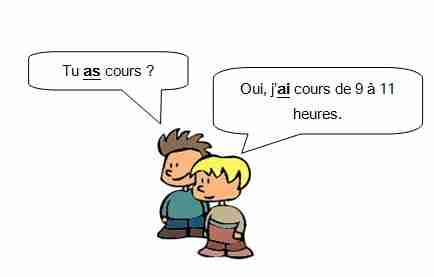 Tu as cours ?
Oui, j'ai cours de 9 à 11
heures.